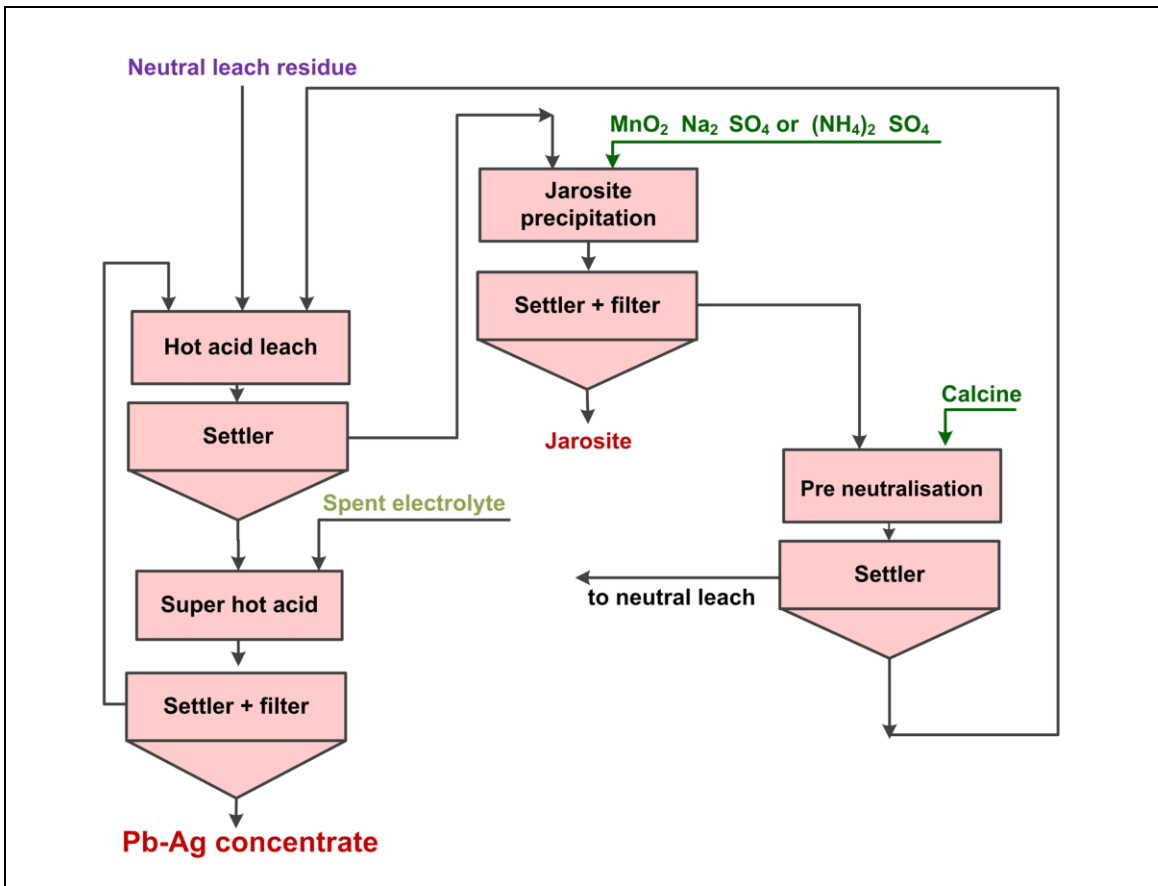 Neutral leach residue
MnO₂ Na₂ SO₄ or (NH₄)₂ SO₄
Jarosite
precipitation
Settler + filter
Hot acid leach
Calcine
Settler
Jarosite
Pre neutralisation
Spent electrolyte
Settler
to neutral leach
Super hot acid
Settler + filter
Pb-Ag concentrate